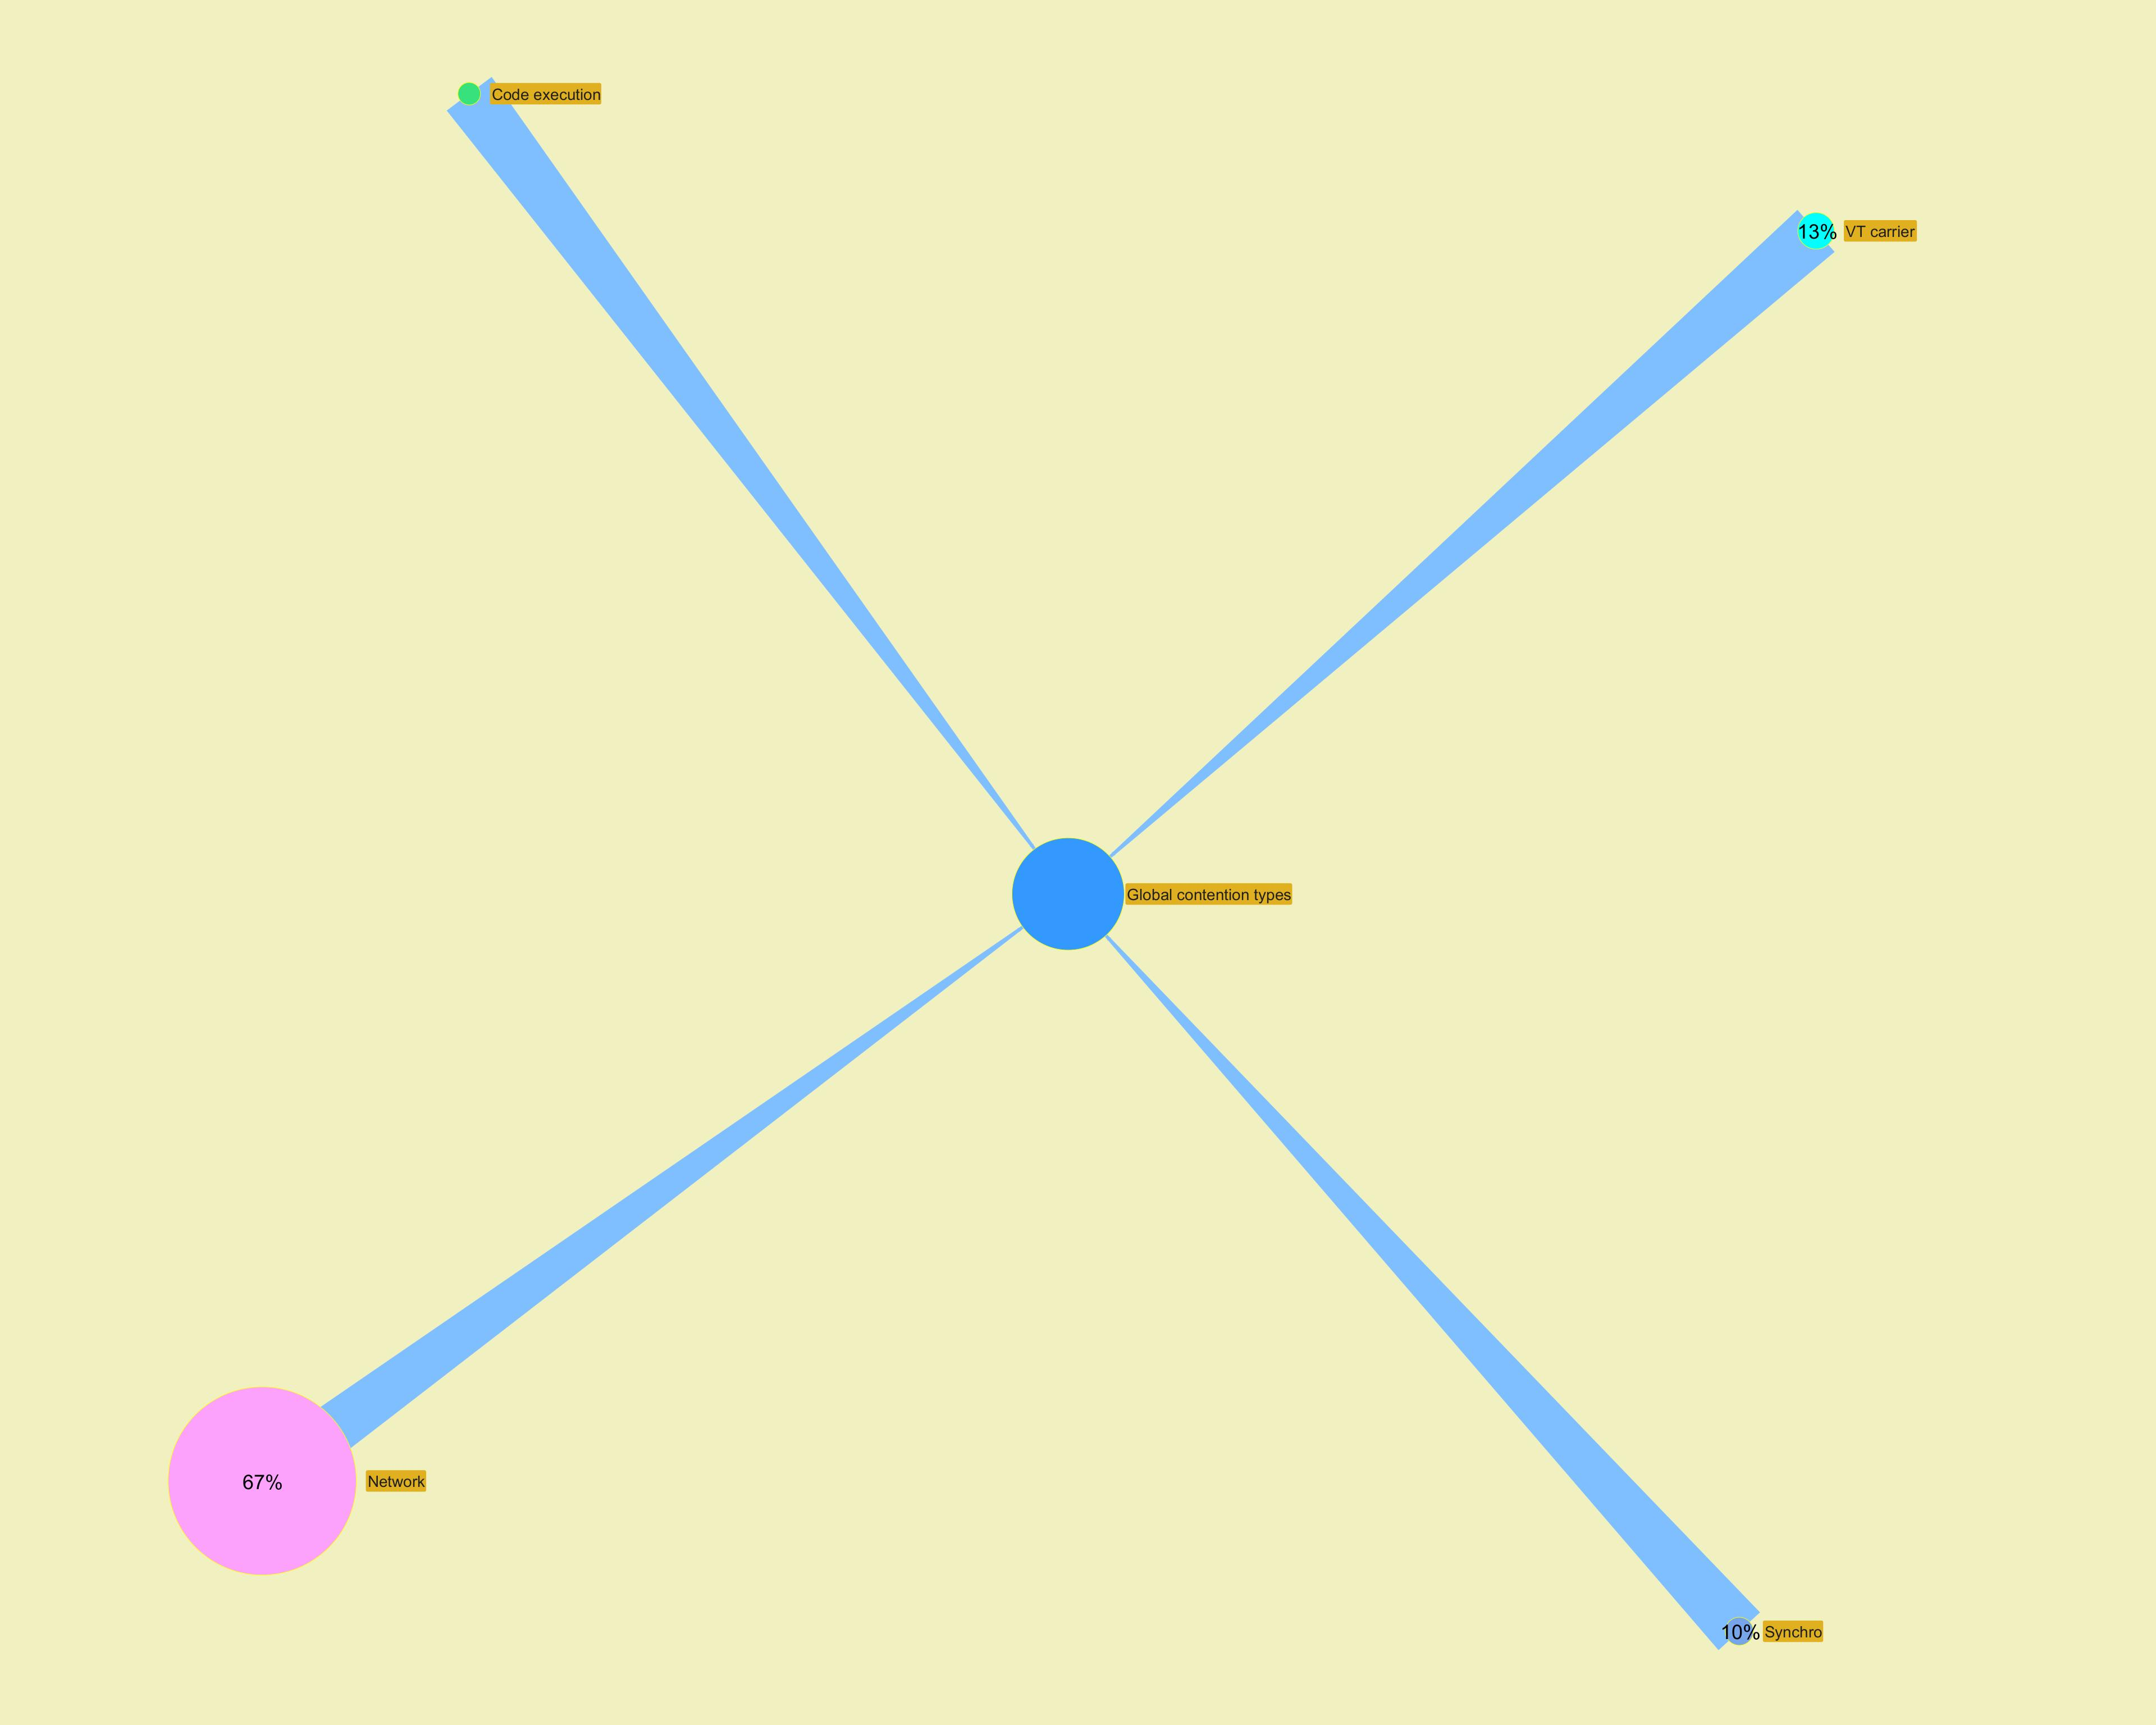 Code execution
13% VT carrier
Global contention types
67% Network
10% Synchro